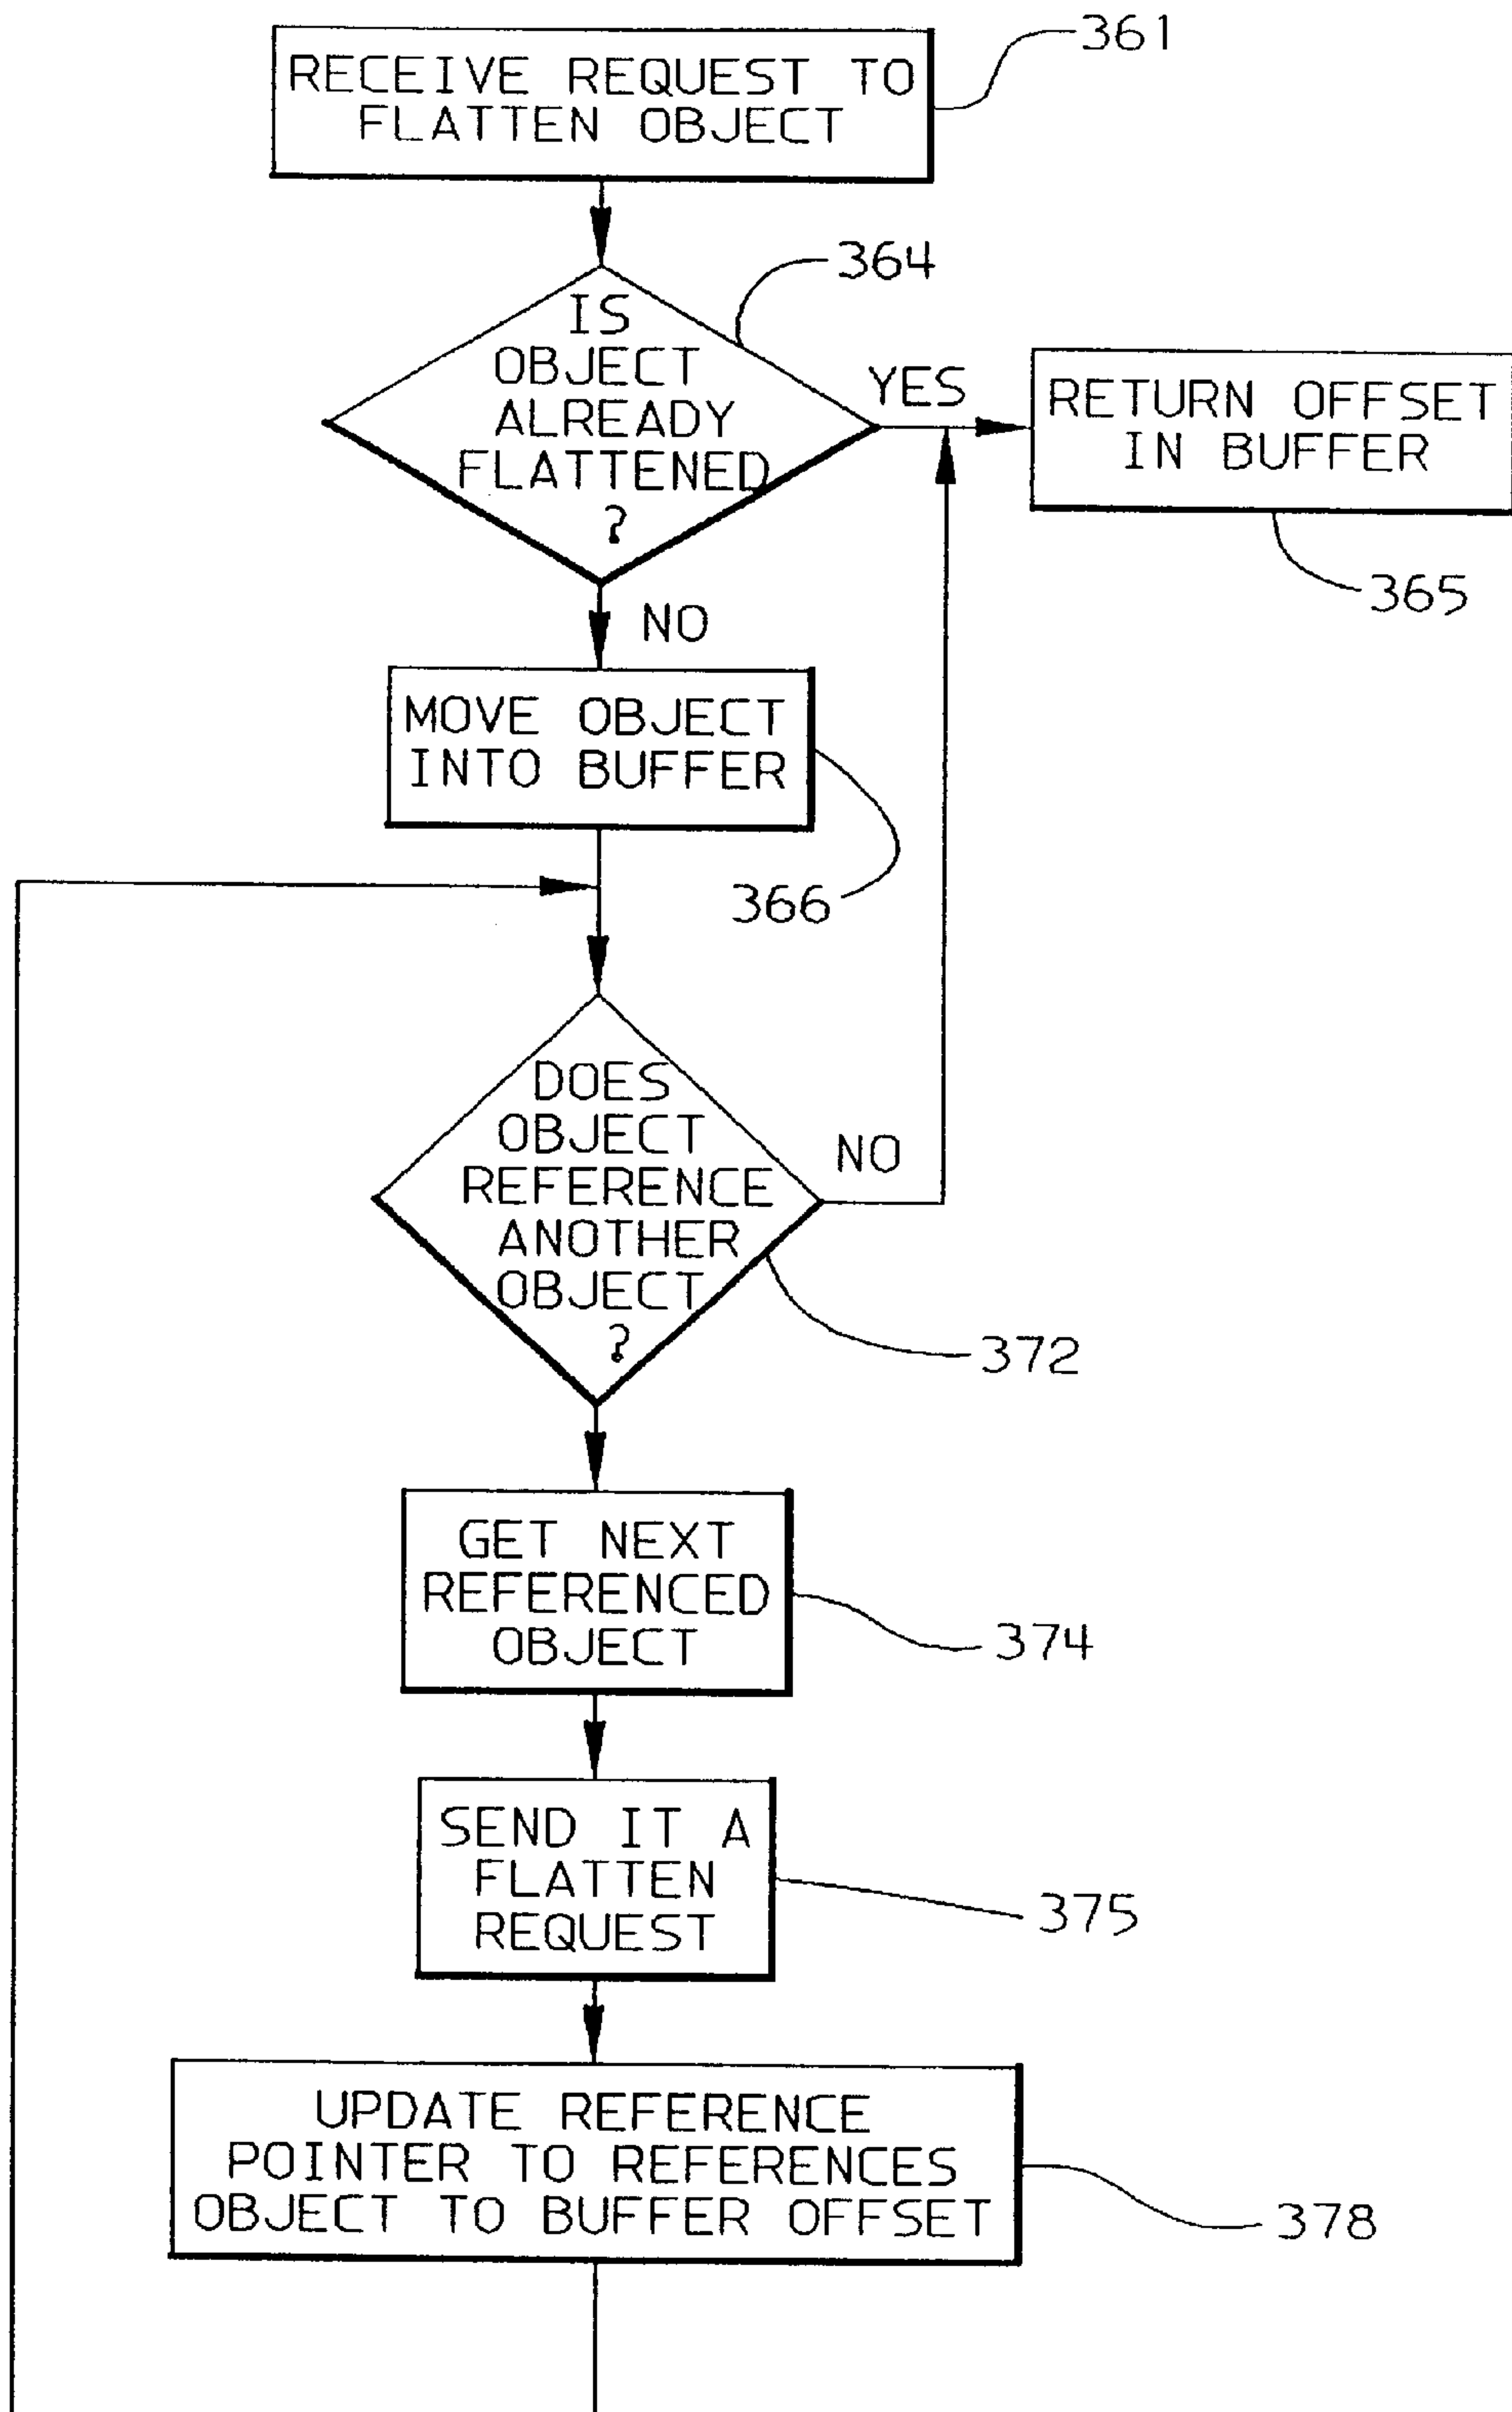 361
RECEIVE REQUEST TO
FLATTEN OBJECT
364
IS
OBJECT
ALREADY
FLATTENED
?
YES
RETURN OFFSET
IN BUFFER
365
NO
MOVE OBJECT
INTO BUFFER
366
DOES
OBJECT
REFERENCE
ANOTHER
OBJECT
?
NO
372
GET NEXT
REFERENCED
OBJECT
374
SEND IT A
FLATTEN
REQUEST
375
UPDATE REFERENCE
POINTER TO REFERENCES
OBJECT TO BUFFER OFFSET
378